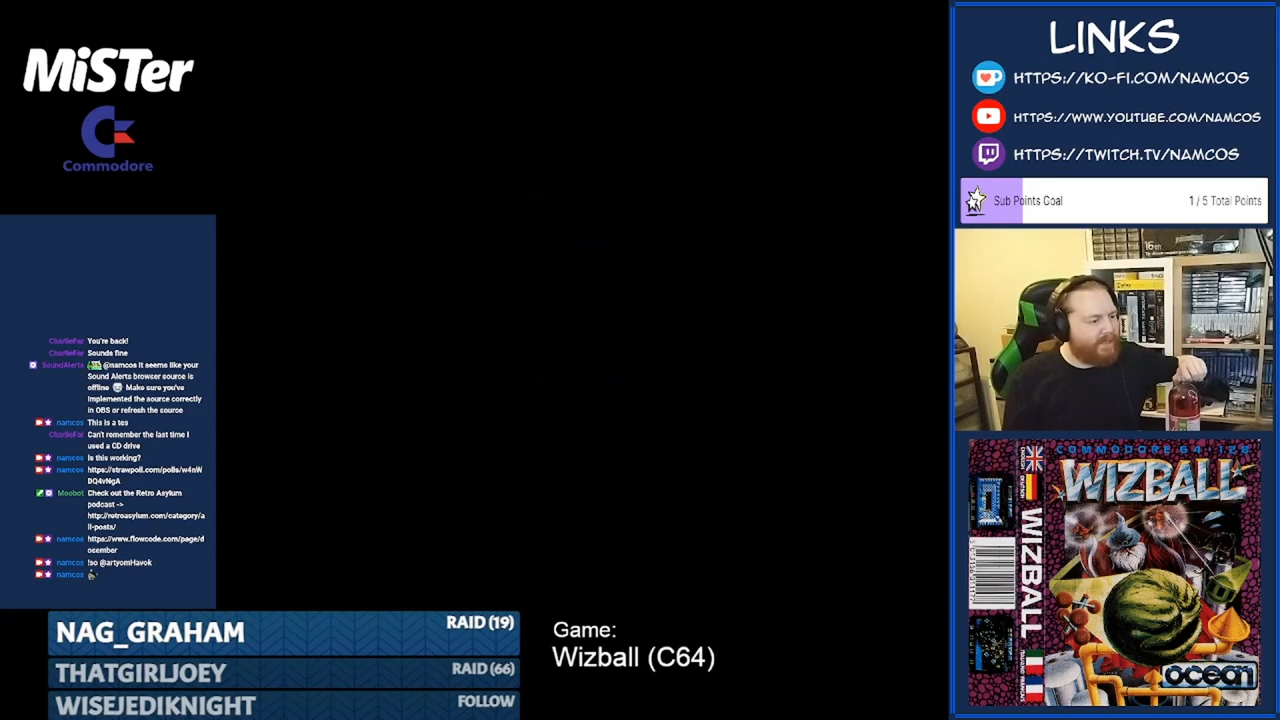 MiSTer
Commodore
CharlieFar You're back!
CharlieFar Sounds fine
SoundAlerts @namcos It seems like your
Sound Alerts browser source is
offline Make sure you've
implemented the source correctly
in OBS or refresh the source
namcos This is a tes
CharlieFar Can't remember the last time I
used a CD drive
namcos Is this working?
namcos https://strawpoll.com/polls/w4nW
DQ4vNgA
Moobot Check out the Retro Asylum
podcast ->
http://retroasylum.com/category/a
ll-posts/
namcos https://www.flowcode.com/page/d
osember
namcos !so @artyomHavok
namcos
NAG_GRAHAM RAID (19)
THATGIRLJOEY RAID (66)
WISEJEDIKNIGHT FOLLOW
Game:
Wizball (C64)
LINKS
HTTPS://KO-FI.COM/NAMCOS
HTTPS://WWW.YOUTUBE.COM/NAMCOS
HTTPS://TWITCH.TV/NAMCOS
Sub Points Goal 1 / 5 Total Points
COMMODORE 64·128
WIZBALL
WIZBALL
ocean